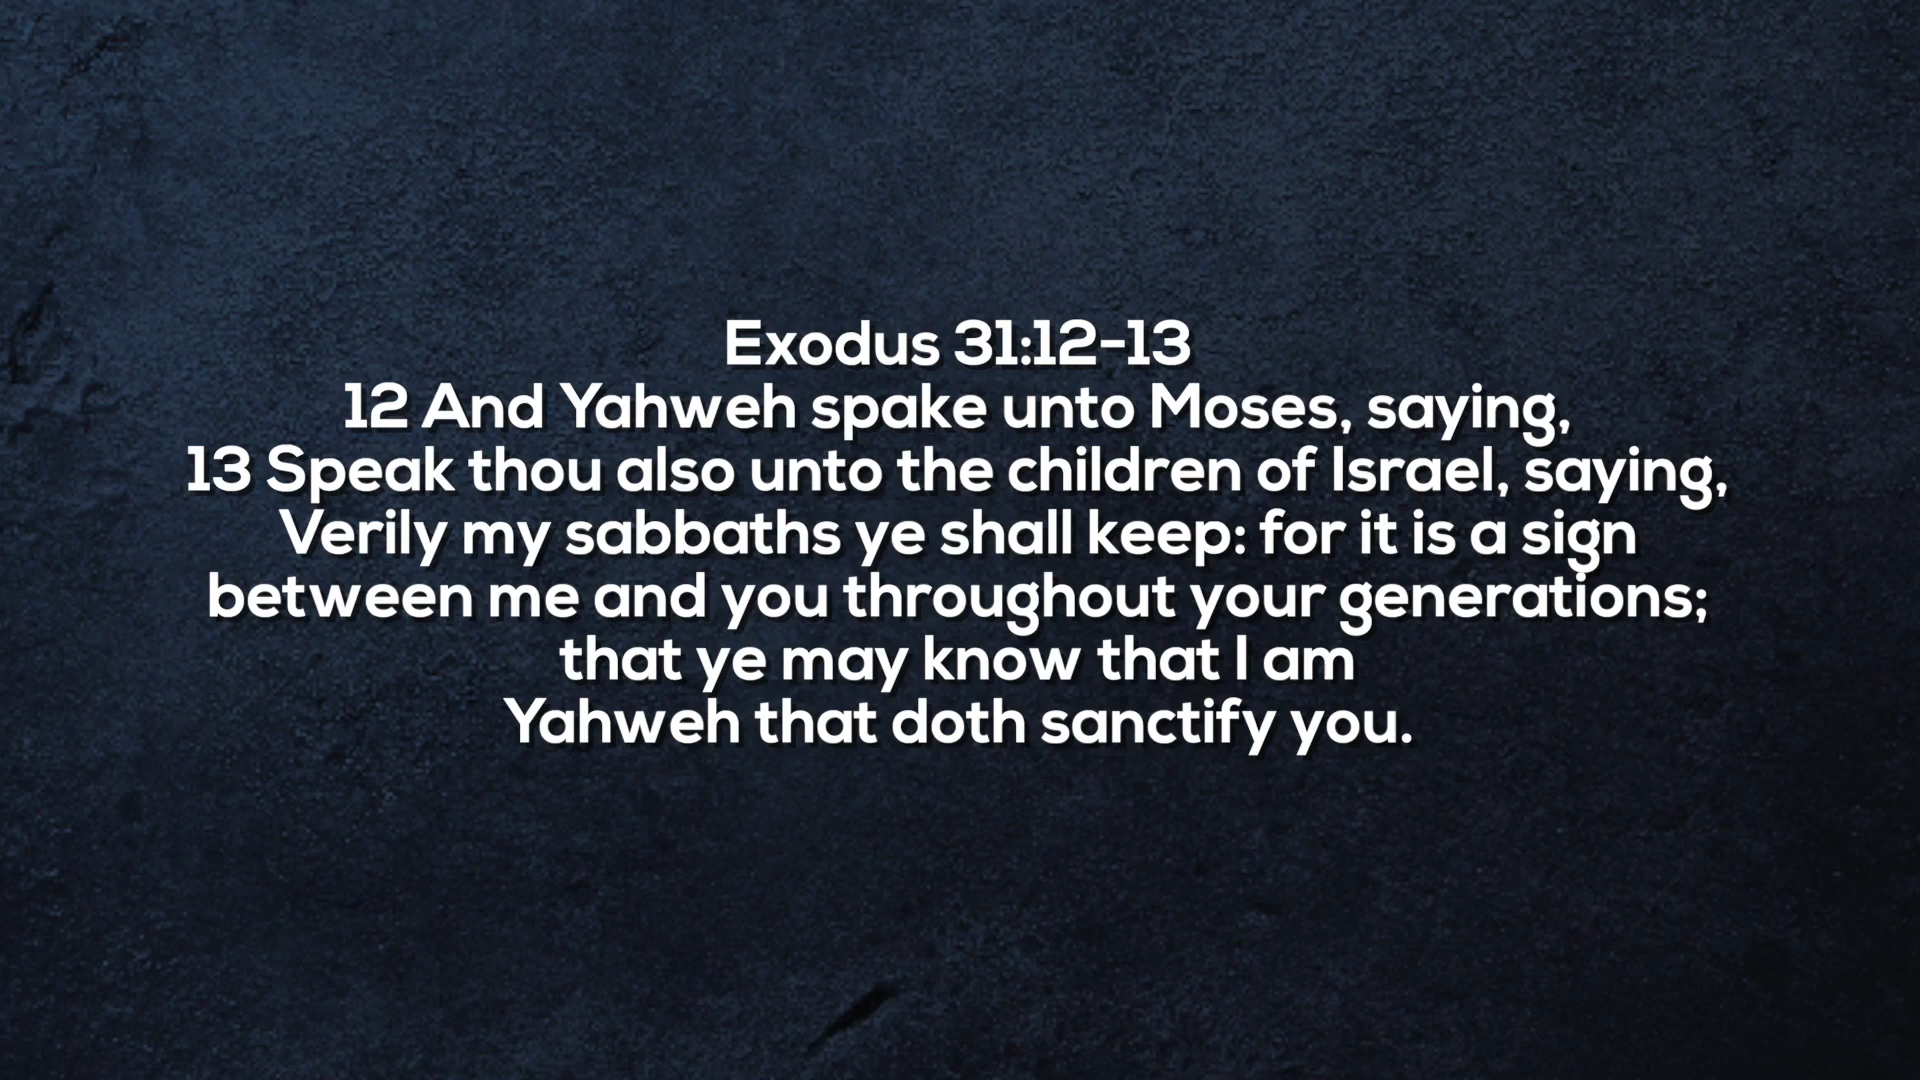 Exodus 31:12-13
12 And Yahweh spake unto Moses, saying,
13 Speak thou also unto the children of Israel, saying,
Verily my sabbaths ye shall keep: for it is a sign
between me and you throughout your generations;
that ye may know that I am
Yahweh that doth sanctify you.